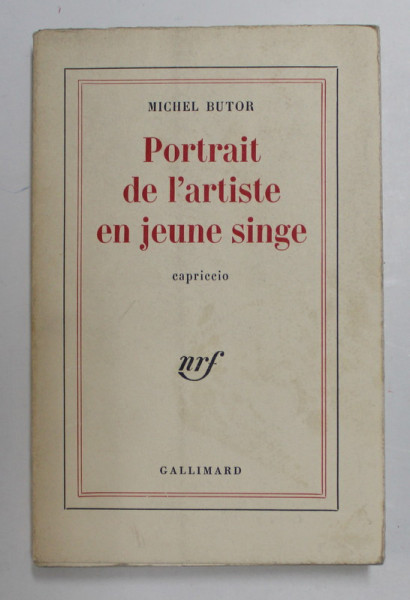 MICHEL BUTOR
Portrait
de l'artiste
en jeune singe
capriccio
nrf
GALLIMARD